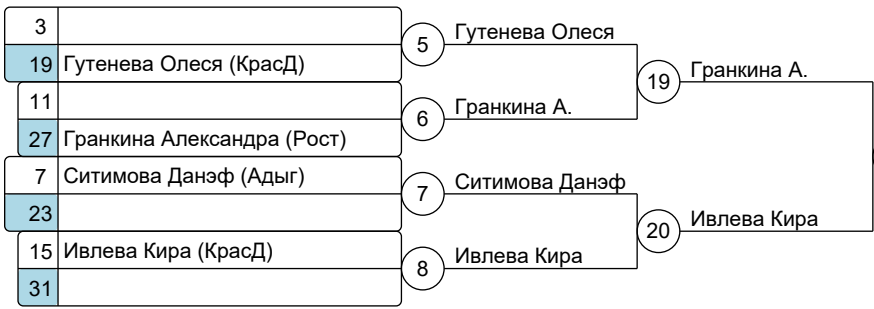 3
19 Гутенева Олеся (КрасД)
5 Гутенева Олеся
11
27 Гранкина Александра (Рост)
6 Гранкина А.
19 Гранкина А.
7 Ситимова Данэф (Адыг)
23
7 Ситимова Данэф
15 Ивлева Кира (КрасД)
31
8 Ивлева Кира
20 Ивлева Кира